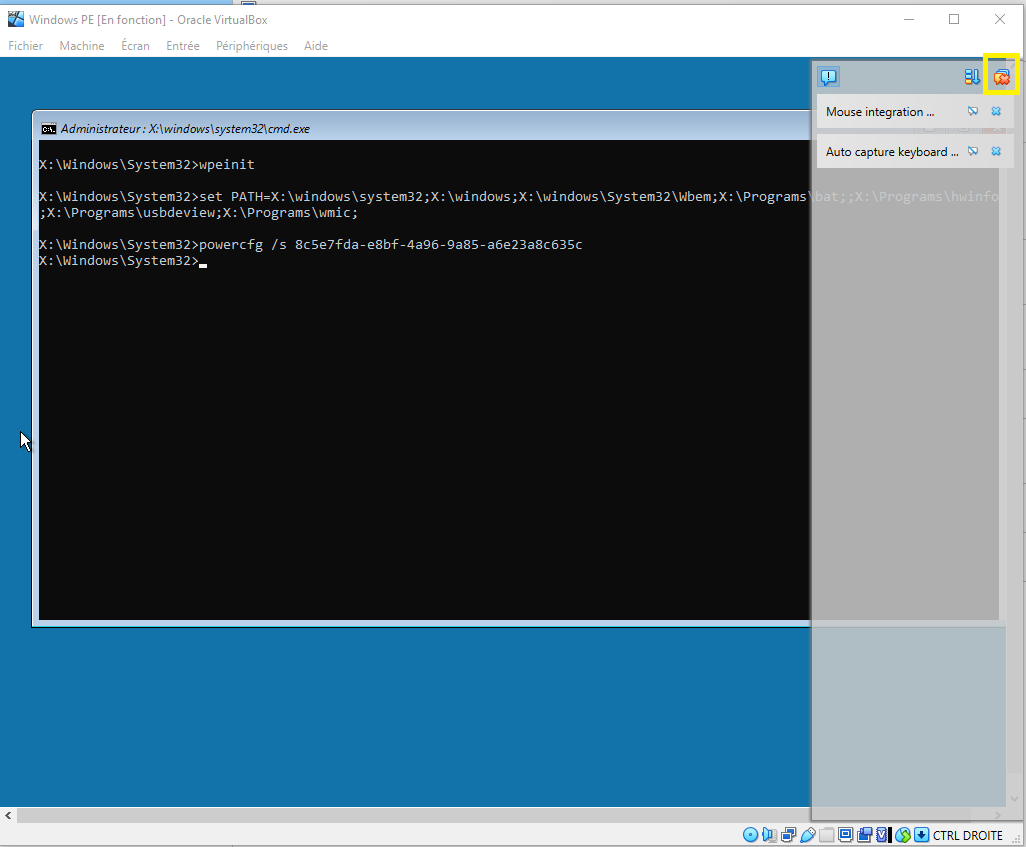 Windows PE [En fonction] - Oracle VirtualBox
Fichier Machine Écran Entrée Périphériques Aide
Mouse integration ...
Auto capture keyboard ...
Administrateur : X:\windows\system32\cmd.exe
X:\Windows\System32>wpeinit
X:\Windows\System32>set PATH=X:\windows\system32;X:\windows;X:\windows\System32\Wbem;X:\Programs\bat;;X:\Programs\hwinfo
;X:\Programs\usbdeview;X:\Programs\wmic;
X:\Windows\System32>powercfg /s 8c5e7fda-e8bf-4a96-9a85-a6e23a8c635c
X:\Windows\System32>
CTRL DROITE